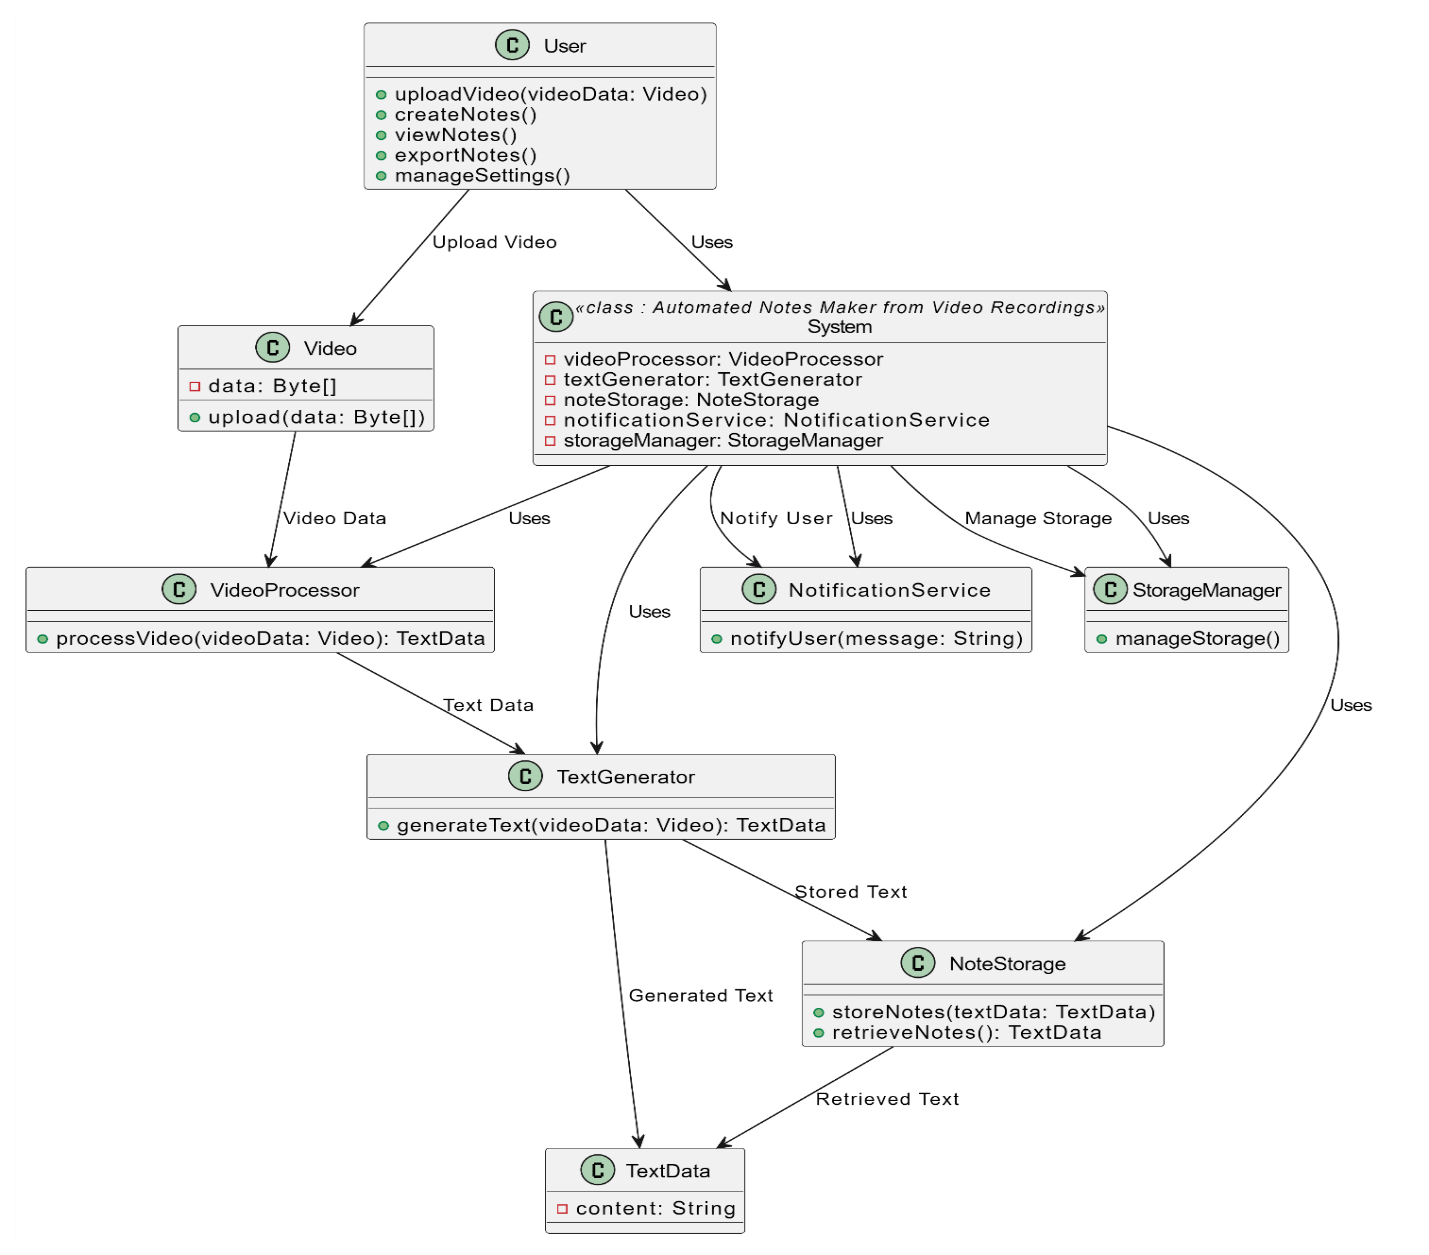 C User
uploadVideo(videoData: Video)
createNotes()
viewNotes()
exportNotes()
manageSettings()
Upload Video
Uses
«class : Automated Notes Maker from Video Recordings»
C System
videoProcessor: VideoProcessor
textGenerator: TextGenerator
noteStorage: NoteStorage
notificationService: NotificationService
storageManager: StorageManager
C Video
data: Byte[]
upload(data: Byte[])
Video Data
Uses
Notify User
Uses
Manage Storage
Uses
C VideoProcessor
processVideo(videoData: Video): TextData
C NotificationService
notifyUser(message: String)
C StorageManager
manageStorage()
Uses
Text Data
Uses
C TextGenerator
generateText(videoData: Video): TextData
Stored Text
C NoteStorage
storeNotes(textData: TextData)
retrieveNotes(): TextData
Generated Text
Retrieved Text
C TextData
content: String